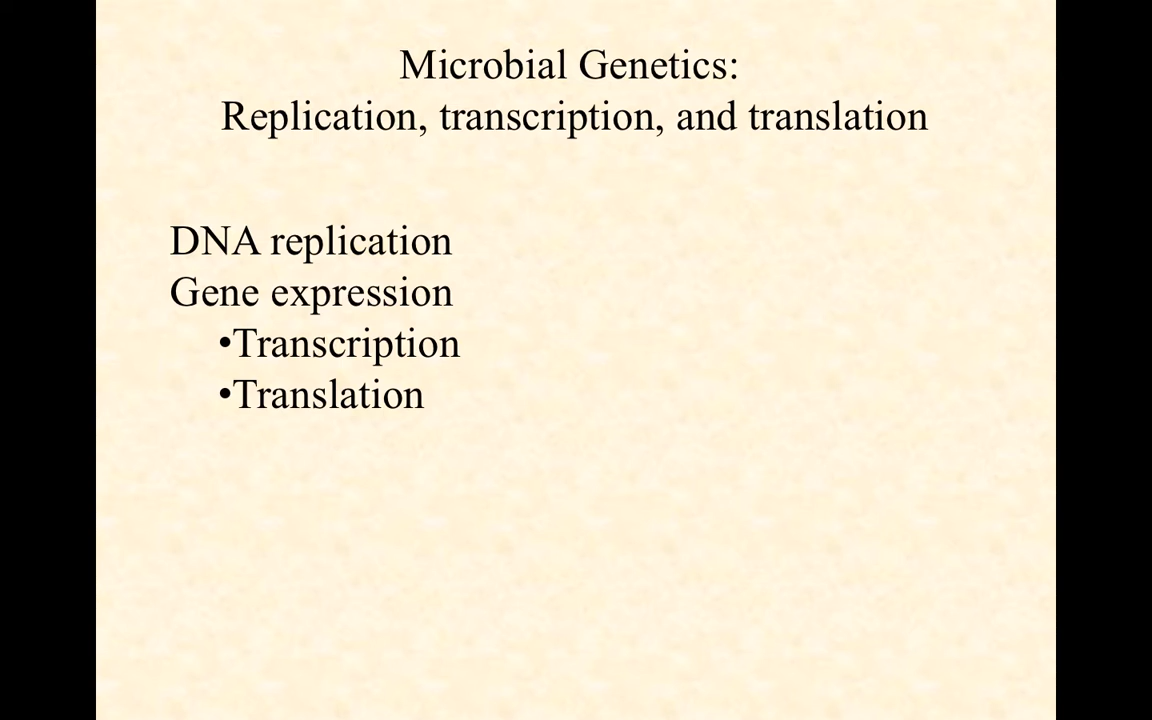 Microbial Genetics:
Replication, transcription, and translation
DNA replication
Gene expression
•Transcription
•Translation